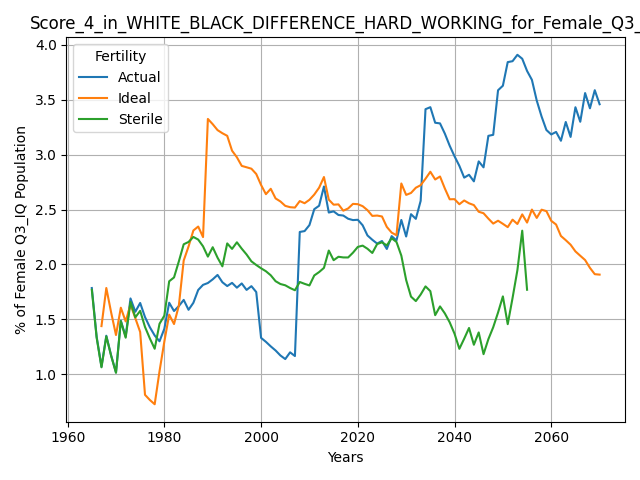 Score_4_in_WHITE_BLACK_DIFFERENCE_HARD_WORKING_for_Female_Q3_
Fertility
Actual
Ideal
Sterile
% of Female Q3_IQ Population
4.0
3.5
3.0
2.5
2.0
1.5
1.0
1960
1980
2000
2020
2040
2060
Years